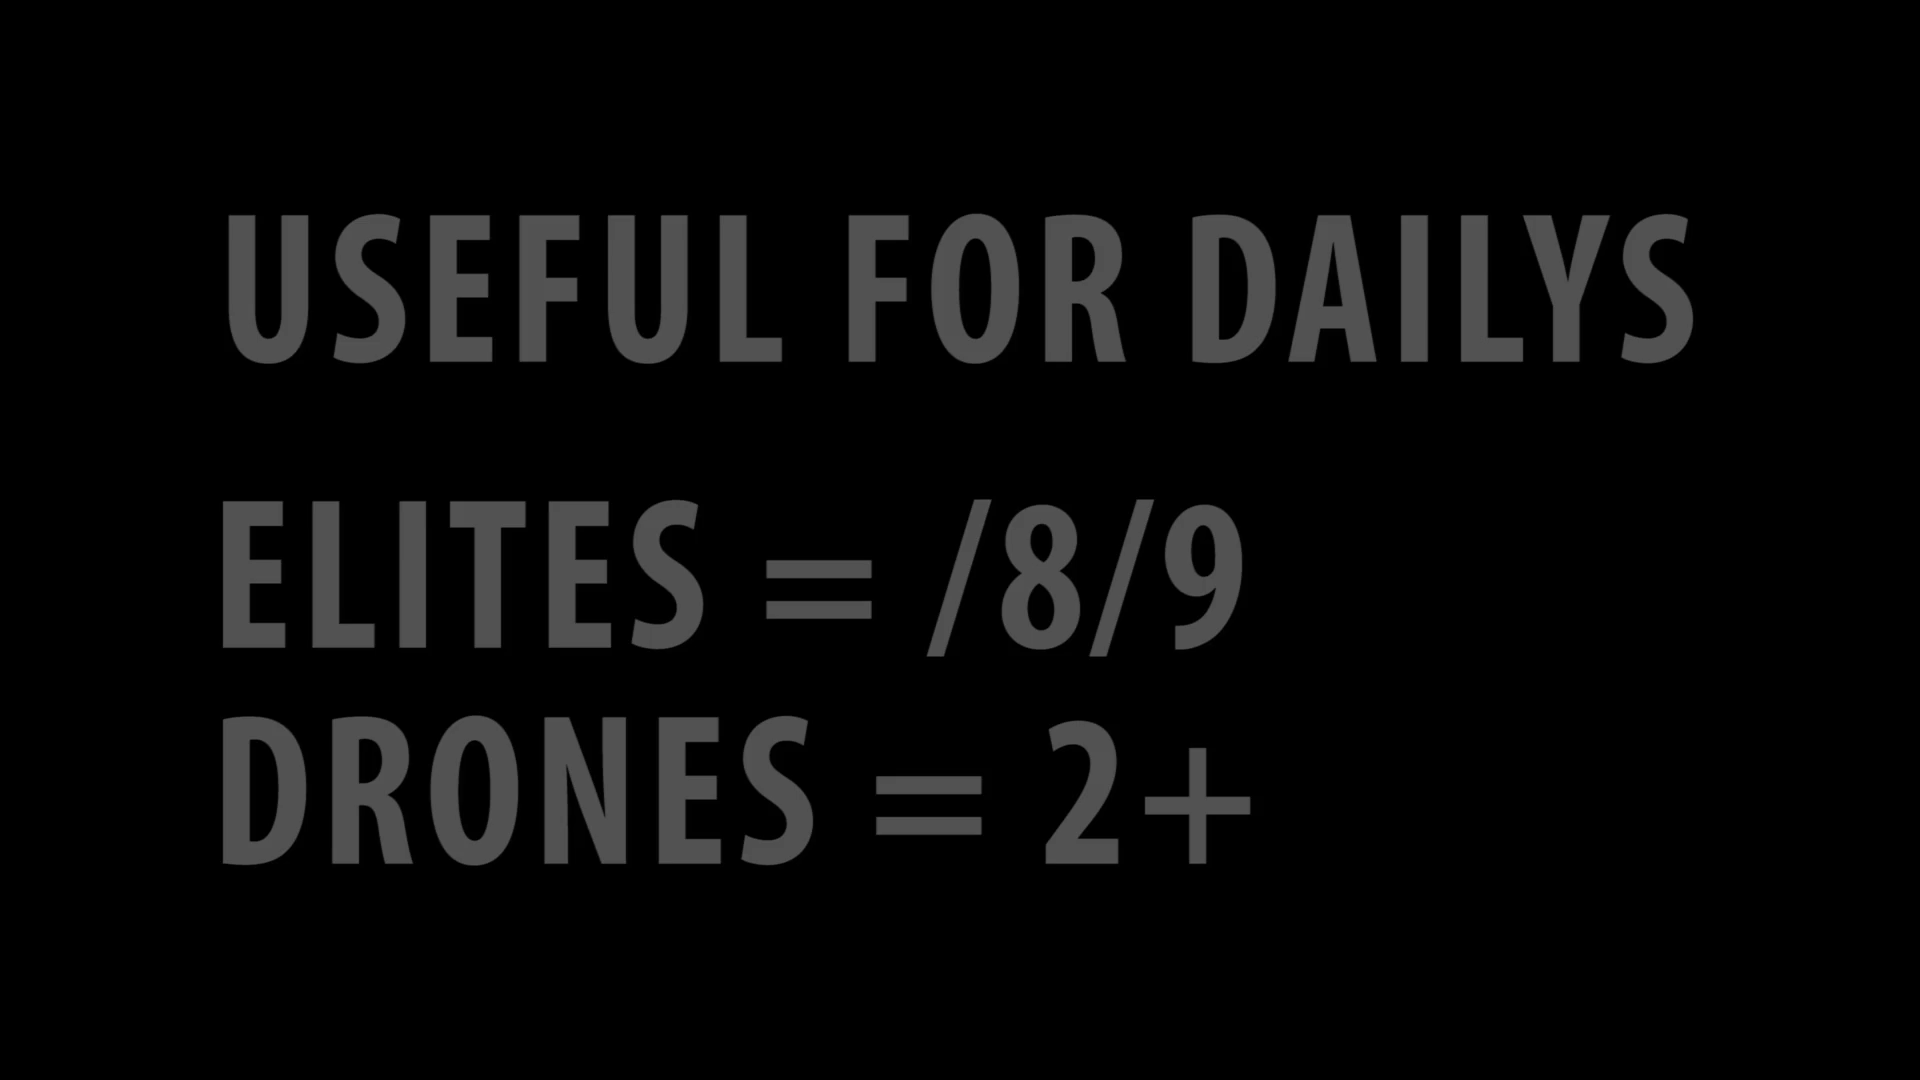 USEFUL FOR DAILYS
ELITES = /8/9
DRONES = 2+